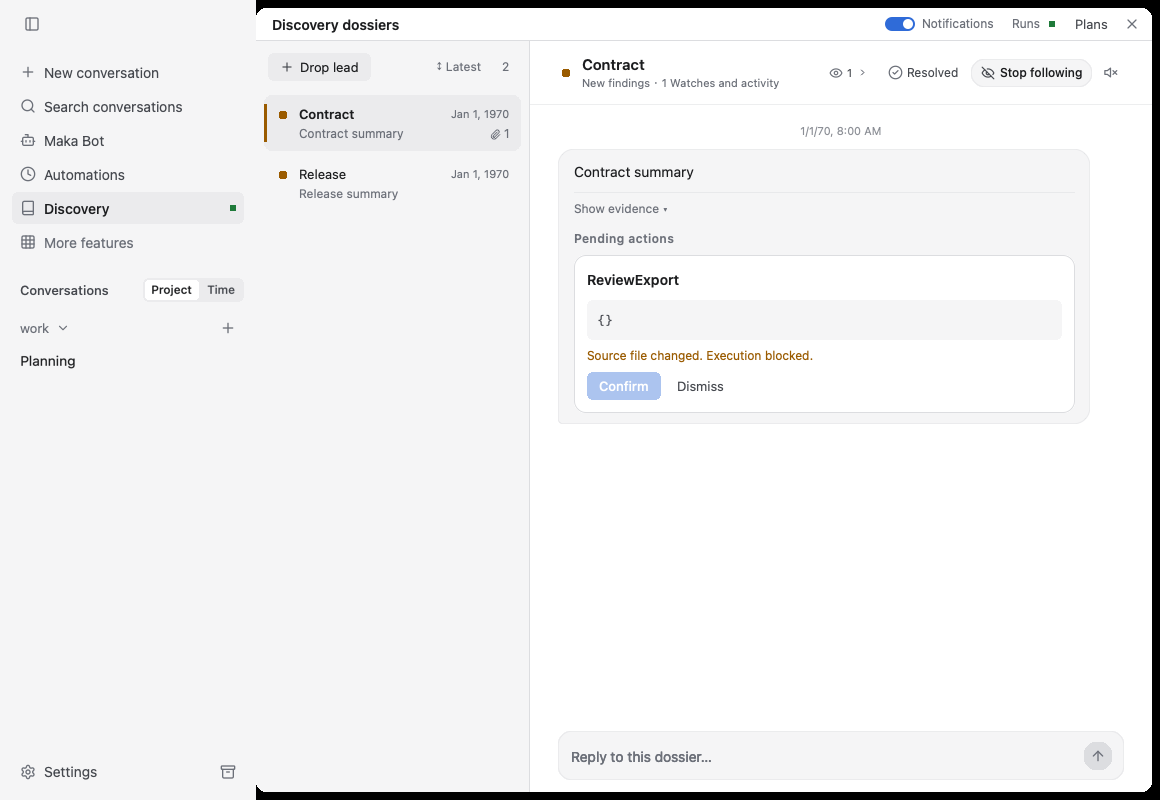 New conversation
Search conversations
Maka Bot
Automations
Discovery
More features
Conversations
Project
Time
work
Planning
Settings
Discovery dossiers
Notifications
Runs
Plans
Drop lead
Latest
2
Contract
Jan 1, 1970
Contract summary
1
Release
Jan 1, 1970
Release summary
Contract
New findings · 1 Watches and activity
1
Resolved
Stop following
1/1/70, 8:00 AM
Contract summary
Show evidence
Pending actions
ReviewExport
{}
Source file changed. Execution blocked.
Confirm
Dismiss
Reply to this dossier...